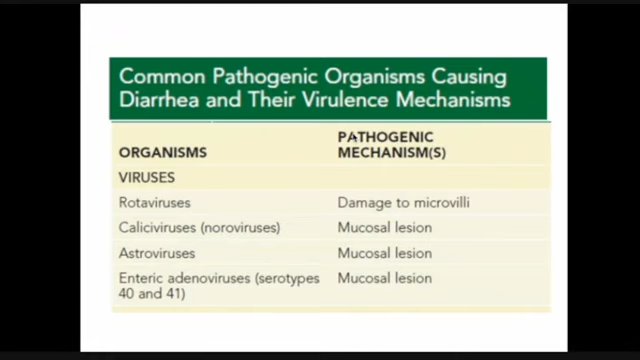 Common Pathogenic Organisms Causing
Diarrhea and Their Virulence Mechanisms
ORGANISMS PATHOGENIC MECHANISM(S)
VIRUSES
Rotaviruses Damage to microvilli
Caliciviruses (noroviruses) Mucosal lesion
Astroviruses Mucosal lesion
Enteric adenoviruses (serotypes Mucosal lesion
40 and 41)